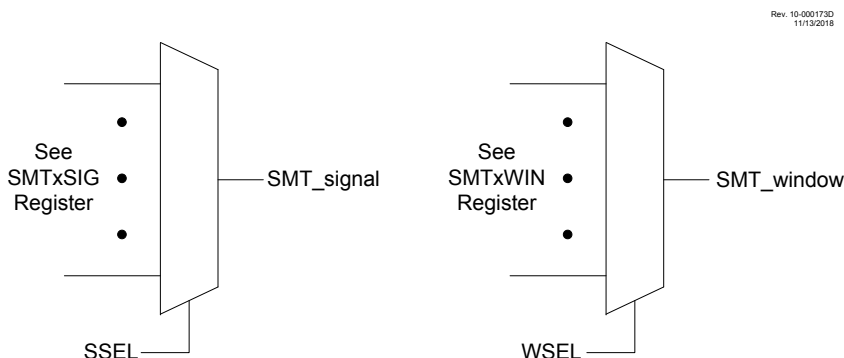 Rev. 10-000173D
11/13/2018
See
SMTxSIG
Register
SMT_signal
SSEL
See
SMTxWIN
Register
SMT_window
WSEL